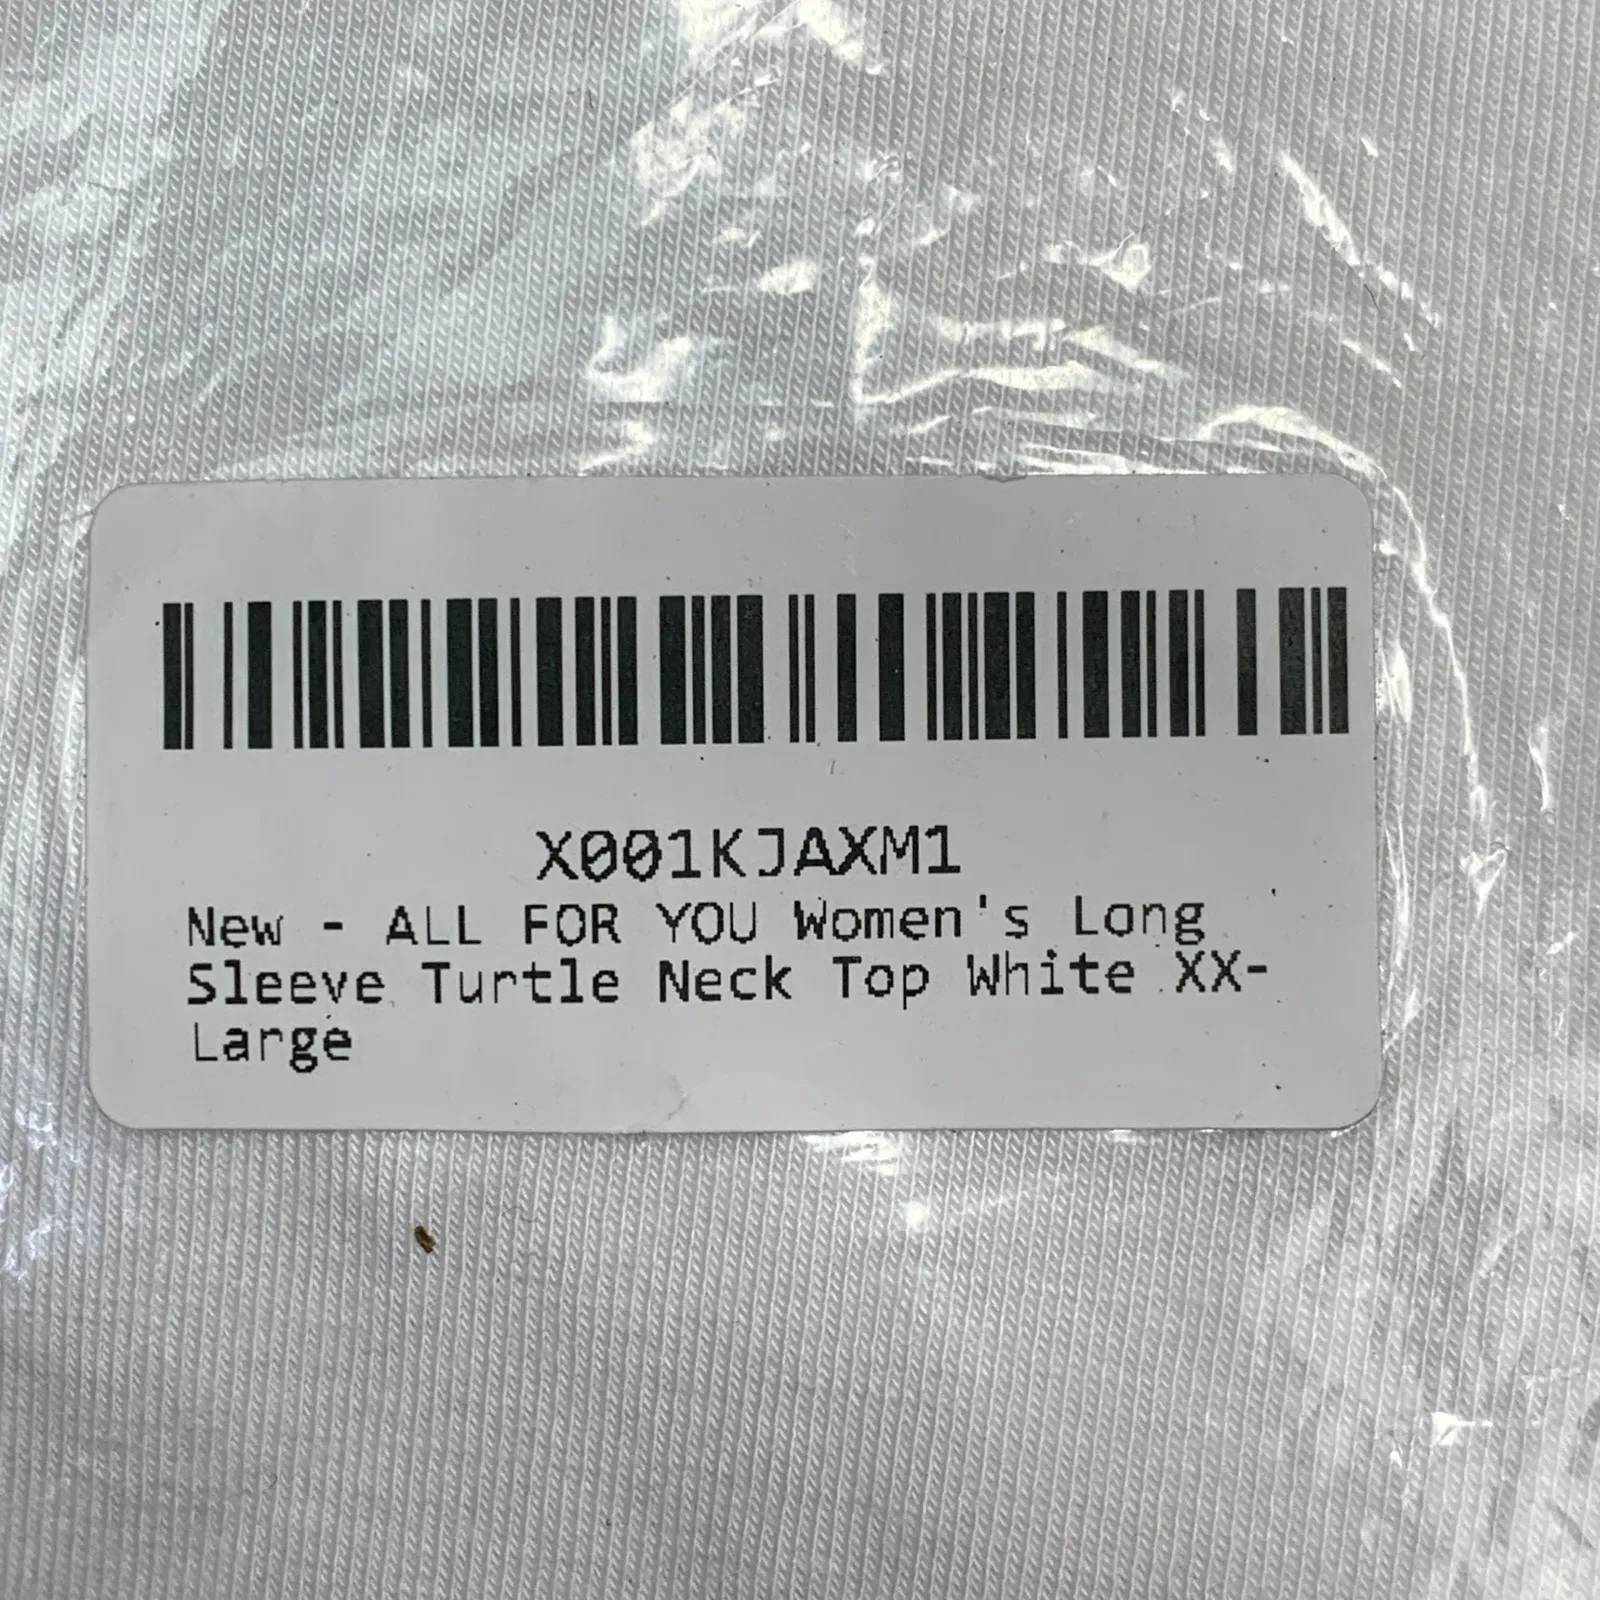 X001KJAXM1
New - ALL FOR YOU Women's Long
Sleeve Turtle Neck Top White XX-
Large